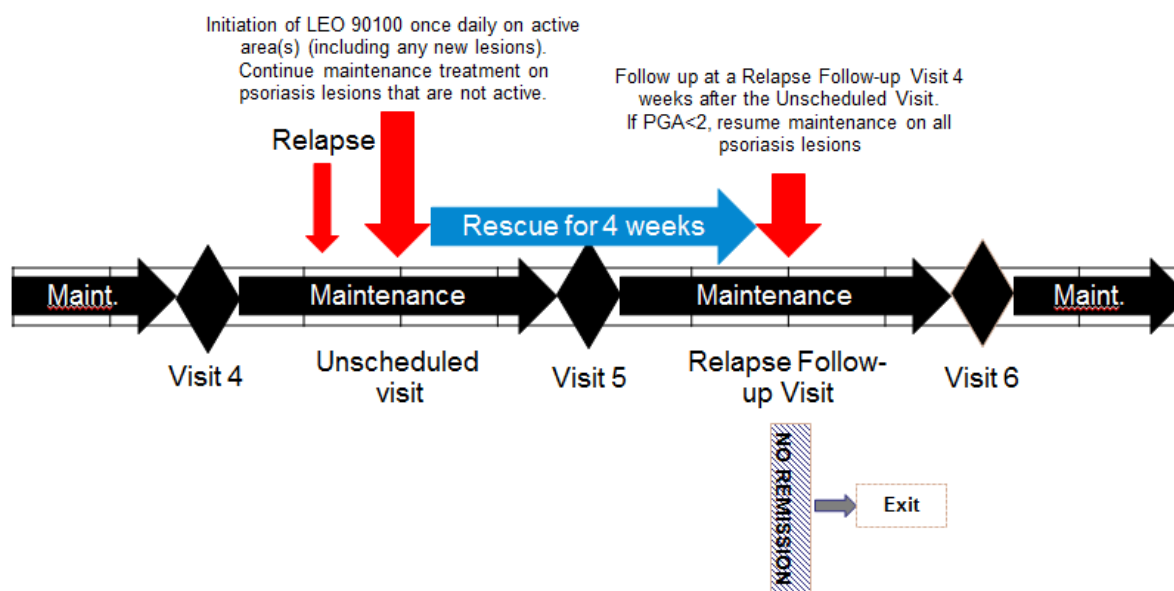 Initiation of LEO 90100 once daily on active
area(s) (including any new lesions).
Continue maintenance treatment on
psoriasis lesions that are not active.
Follow up at a Relapse Follow-up Visit 4
weeks after the Unscheduled Visit.
If PGA<2, resume maintenance on all
psoriasis lesions
Relapse
Rescue for 4 weeks
Maint.
Maintenance
Maintenance
Maint.
Visit 4
Unscheduled
visit
Visit 5
Relapse Follow-
up Visit
Visit 6
NO REMISSION
Exit